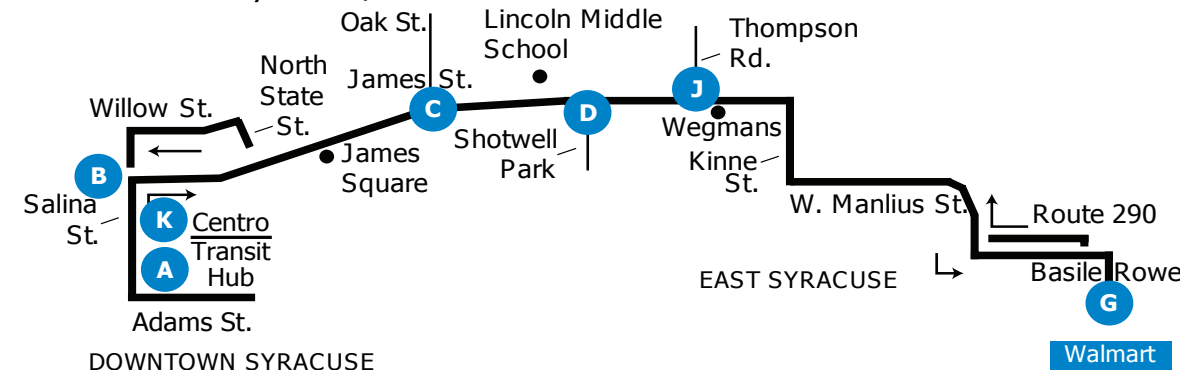 Oak St.
Lincoln Middle
School
Thompson
Rd.
North
State
St.
James St.
Willow St.
C
J
D
Shotwell
Park
Wegmans
Kinne
St.
James
Square
B
Salina
St.
K
Centro
Transit
Hub
A
W. Manlius St.
Route 290
Basile Rowe
EAST SYRACUSE
G
Adams St.
Walmart
DOWNTOWN SYRACUSE